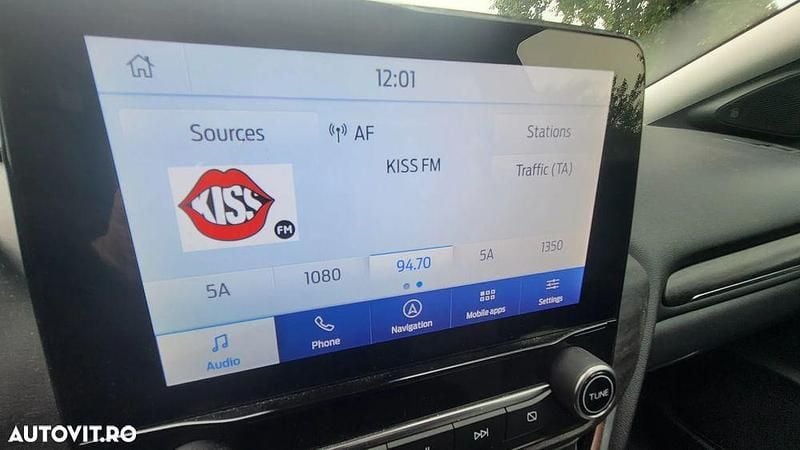 12:01
Sources
AF
Stations
KISS FM
Traffic (TA)
KISS
FM
5A
1080
94.70
5A
1350
Audio
Phone
Navigation
Mobile apps
Settings
TUNE
AUTOVIT.RO